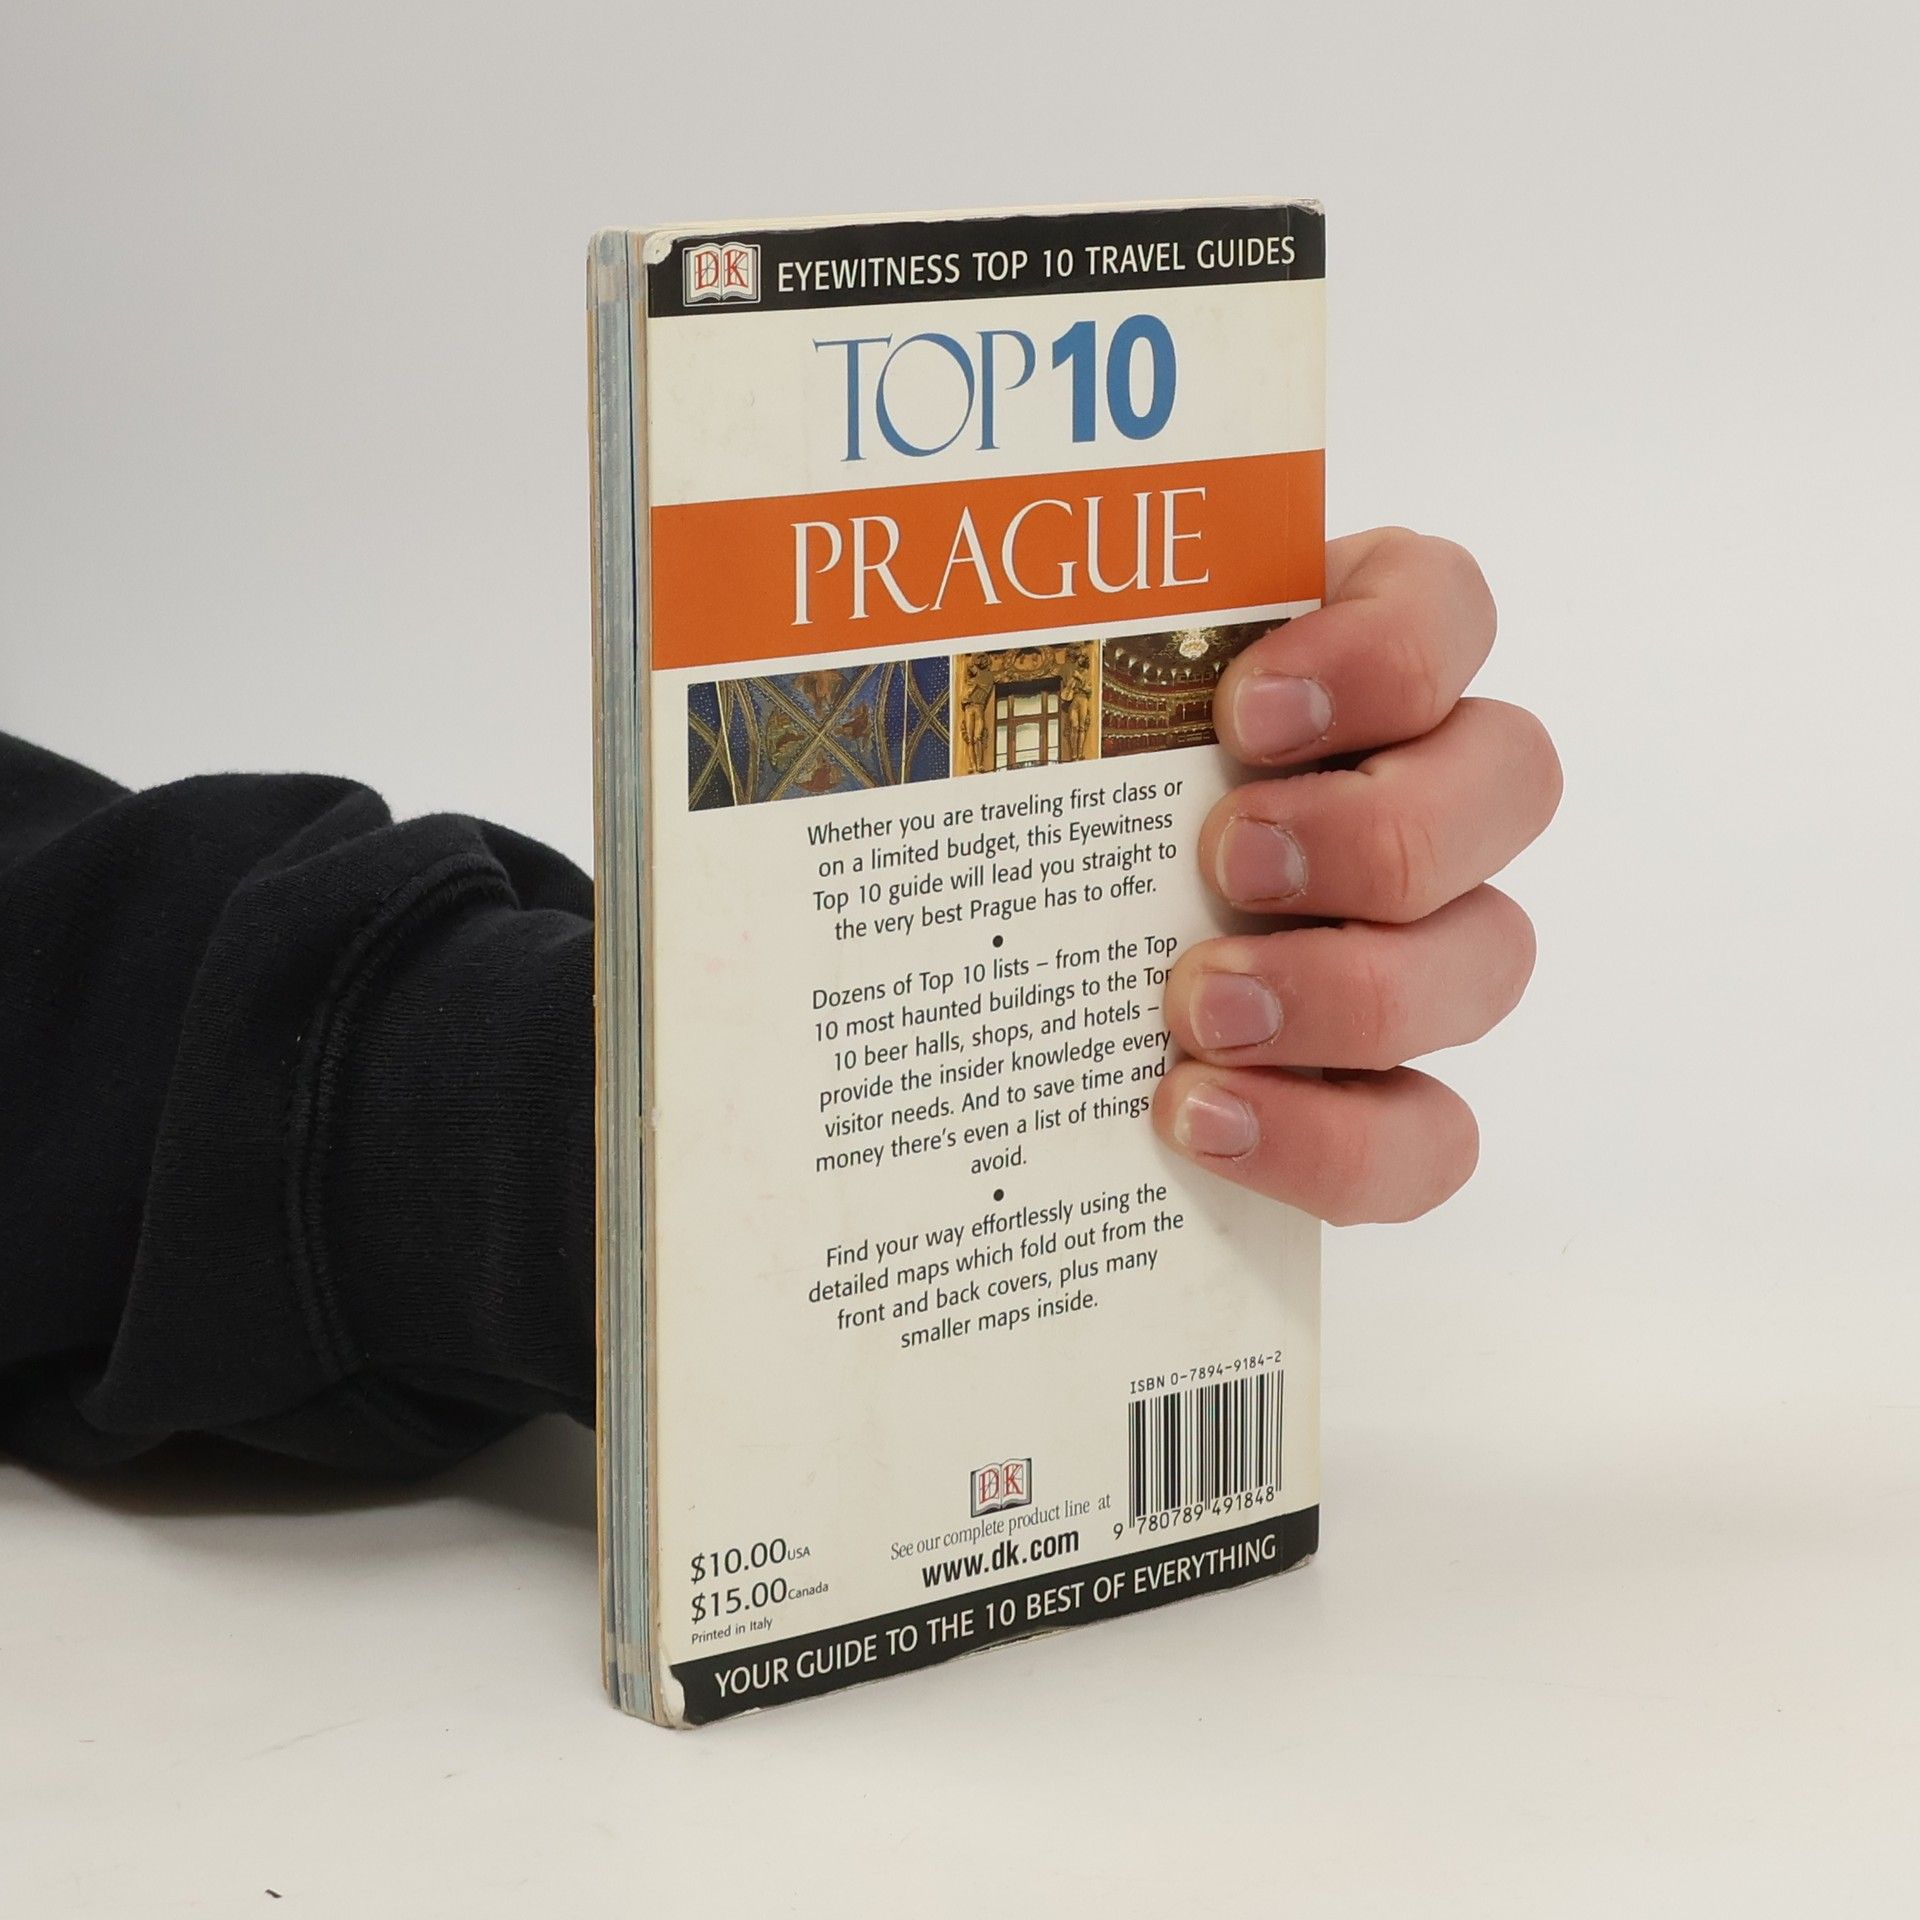 DK EYEWITNESS TOP 10 TRAVEL GUIDES
TOP 10
PRAGUE
Whether you are traveling first class or
on a limited budget, this Eyewitness
Top 10 guide will lead you straight to
the very best Prague has to offer.
•
Dozens of Top 10 lists – from the Top
10 most haunted buildings to the Top
10 beer halls, shops, and hotels –
provide the insider knowledge every
visitor needs. And to save time and
money there's even a list of things
avoid.
•
Find your way effortlessly using the
detailed maps which fold out from the
front and back covers, plus many
smaller maps inside.
ISBN 0-7894-9184-2
9 780789 491848
DK
See our complete product line at
www.dk.com
$10.00 USA
$15.00 Canada
Printed in Italy
YOUR GUIDE TO THE 10 BEST OF EVERYTHING